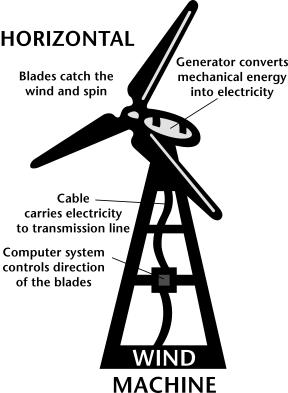 HORIZONTAL
Generator converts
mechanical energy
into electricity
Blades catch the
wind and spin
Cable
carries electricity
to transmission line
Computer system
controls direction
of the blades
WIND
MACHINE